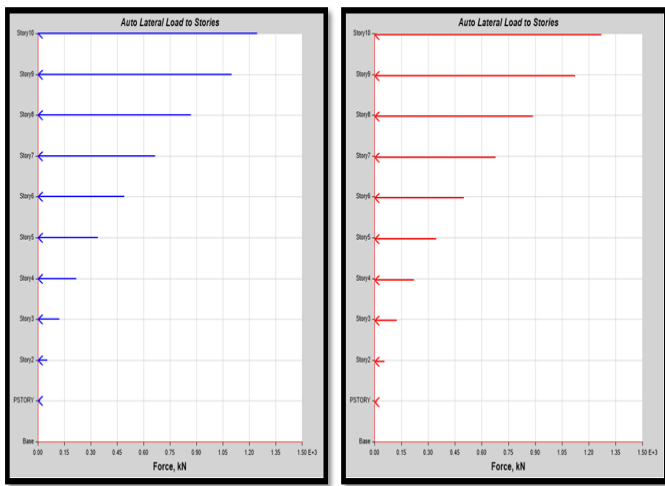 Auto Lateral Load to Stories
Story10
Story9
Story8
Story7
Story6
Story5
Story4
Story3
Story2
PSTORY
Base
0.00 0.15 0.30 0.45 0.60 0.75 0.90 1.05 1.20 1.35 1.50 E+3
Force, kN
Auto Lateral Load to Stories
Story10
Story9
Story8
Story7
Story6
Story5
Story4
Story3
Story2
PSTORY
Base
0.00 0.15 0.30 0.45 0.60 0.75 0.90 1.05 1.20 1.35 1.50 E+3
Force, kN